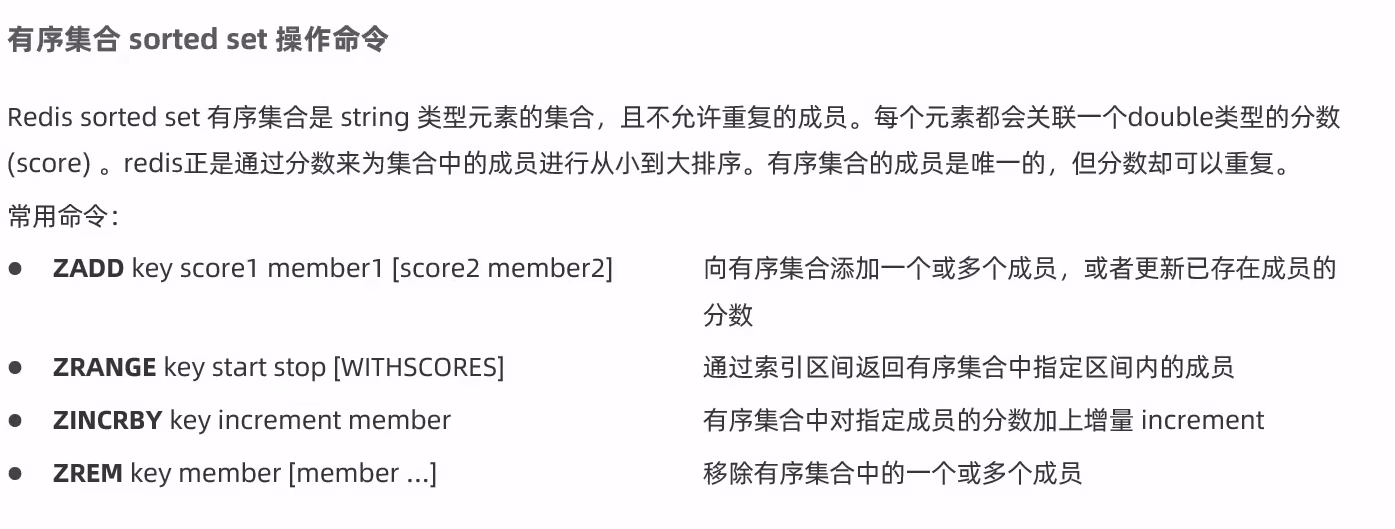 有序集合 sorted set 操作命令
Redis sorted set 有序集合是 string 类型元素的集合，且不允许重复的成员。每个元素都会关联一个double类型的分数
(score) 。redis正是通过分数来为集合中的成员进行从小到大排序。有序集合的成员是唯一的，但分数却可以重复。
常用命令：
● ZADD key score1 member1 [score2 member2] 向有序集合添加一个或多个成员，或者更新已存在成员的
分数
● ZRANGE key start stop [WITHSCORES] 通过索引区间返回有序集合中指定区间内的成员
● ZINCRBY key increment member 有序集合中对指定成员的分数加上增量 increment
● ZREM key member [member ...] 移除有序集合中的一个或多个成员